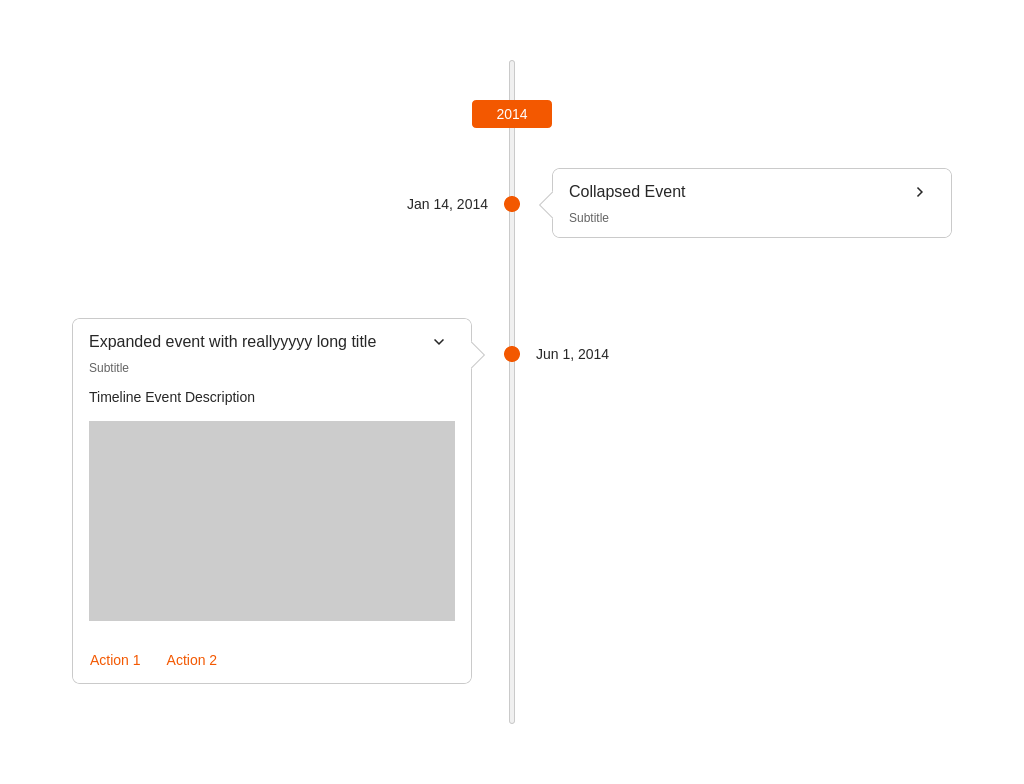 2014
Jan 14, 2014
Collapsed Event
Subtitle
Expanded event with reallyyyyy long title
Subtitle
Jun 1, 2014
Timeline Event Description
Action 1
Action 2